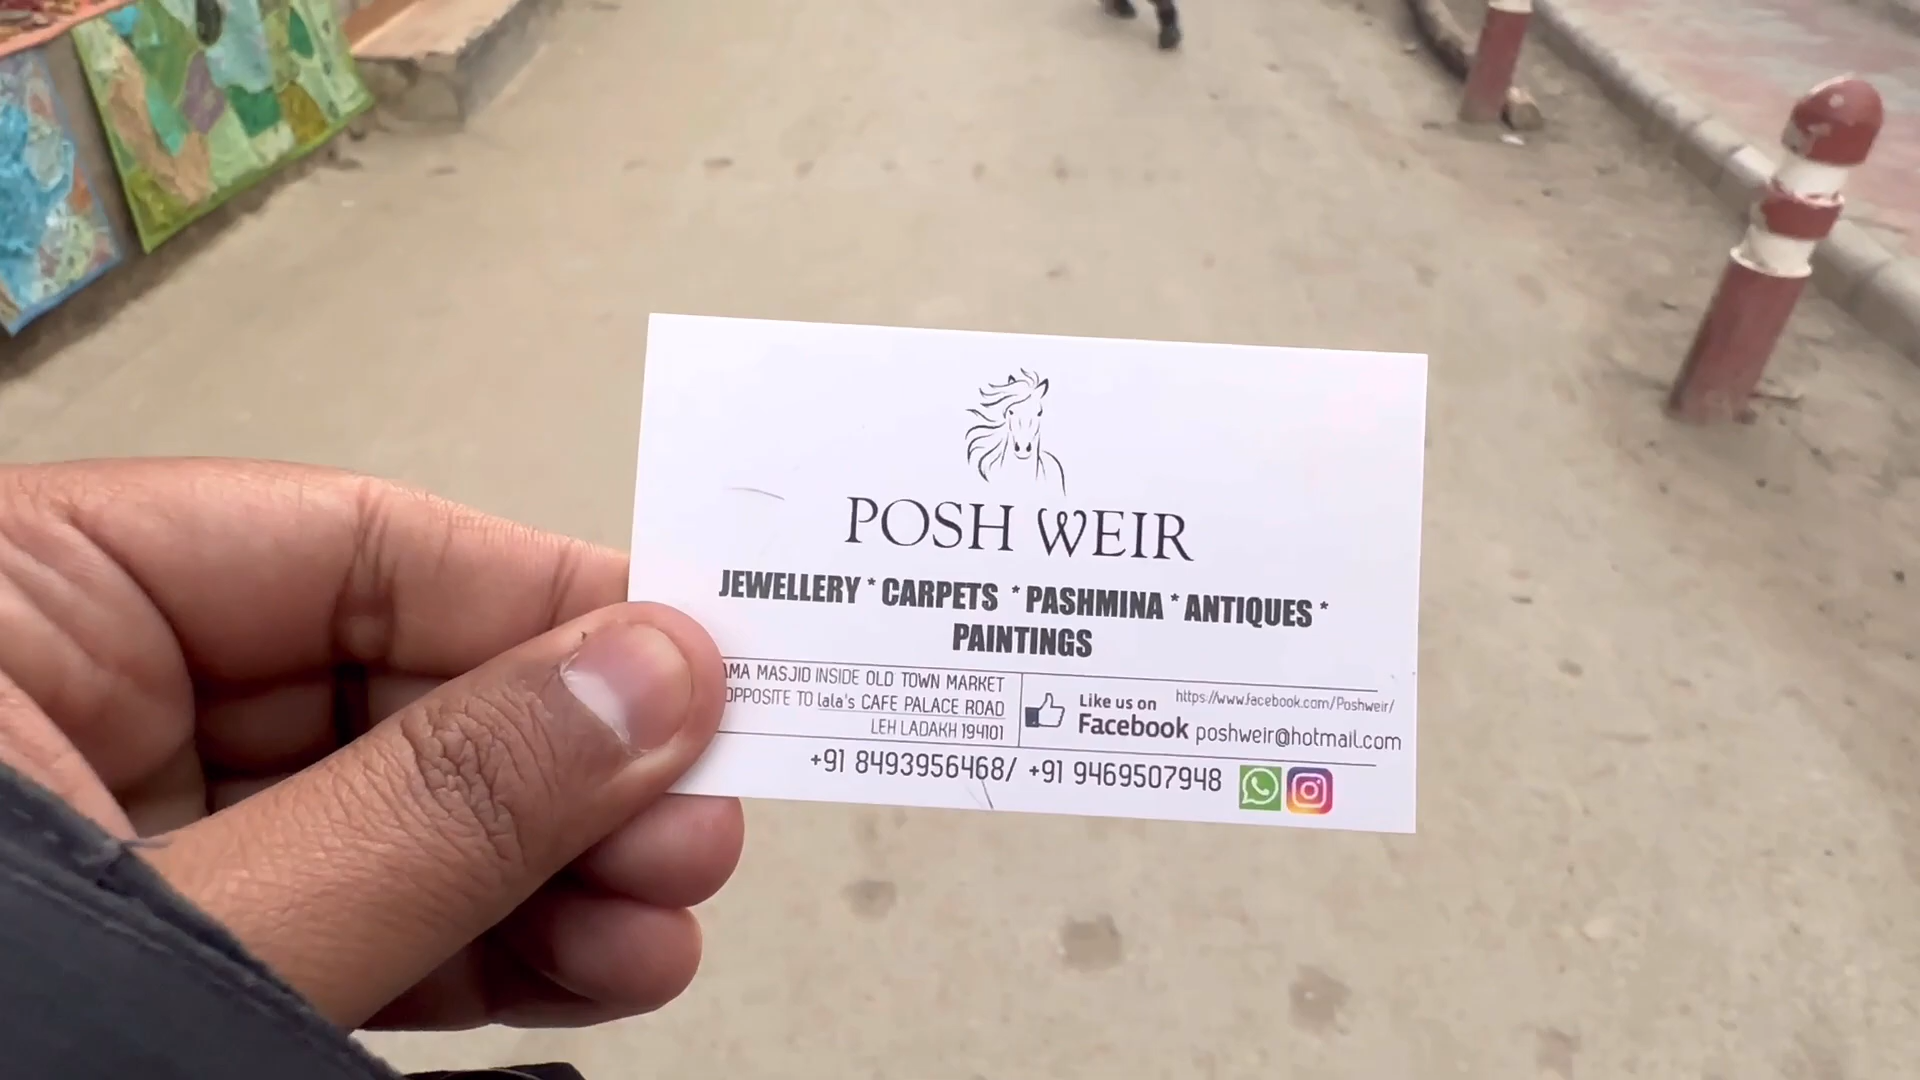 POSH WEIR
JEWELLERY * CARPETS * PASHMINA * ANTIQUES *
PAINTINGS
MASJID INSIDE OLD TOWN MARKET
OPPOSITE TO lala's CAFE PALACE ROAD
LEH LADAKH 194101
Like us on
Facebook
https://www.facebook.com/Poshweir/
poshweir@hotmail.com
+91 8493956468/ +91 9469507948